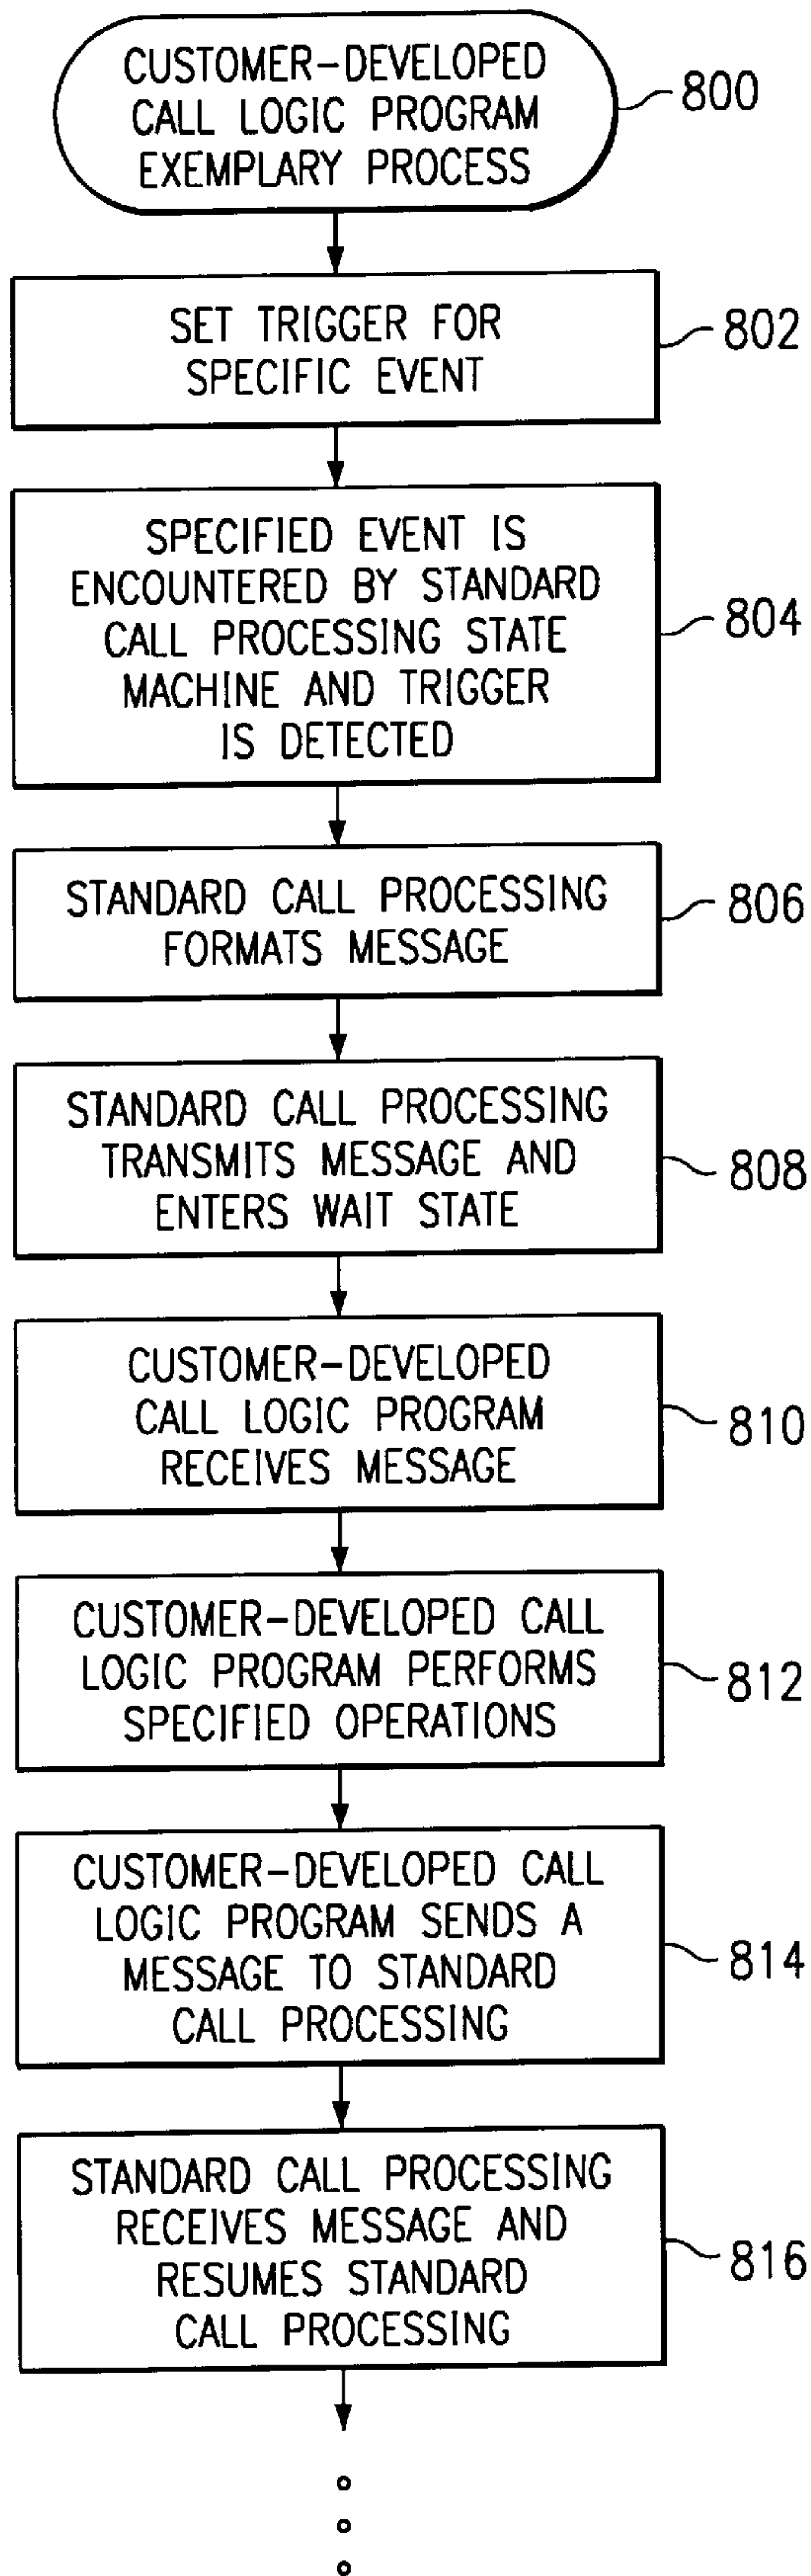 CUSTOMER-DEVELOPED
CALL LOGIC PROGRAM
EXEMPLARY PROCESS
800
SET TRIGGER FOR
SPECIFIC EVENT
802
SPECIFIED EVENT IS
ENCOUNTERED BY STANDARD
CALL PROCESSING STATE
MACHINE AND TRIGGER
IS DETECTED
804
STANDARD CALL PROCESSING
FORMATS MESSAGE
806
STANDARD CALL PROCESSING
TRANSMITS MESSAGE AND
ENTERS WAIT STATE
808
CUSTOMER-DEVELOPED
CALL LOGIC PROGRAM
RECEIVES MESSAGE
810
CUSTOMER-DEVELOPED CALL
LOGIC PROGRAM PERFORMS
SPECIFIED OPERATIONS
812
CUSTOMER-DEVELOPED CALL
LOGIC PROGRAM SENDS A
MESSAGE TO STANDARD
CALL PROCESSING
814
STANDARD CALL PROCESSING
RECEIVES MESSAGE AND
RESUMES STANDARD
CALL PROCESSING
816